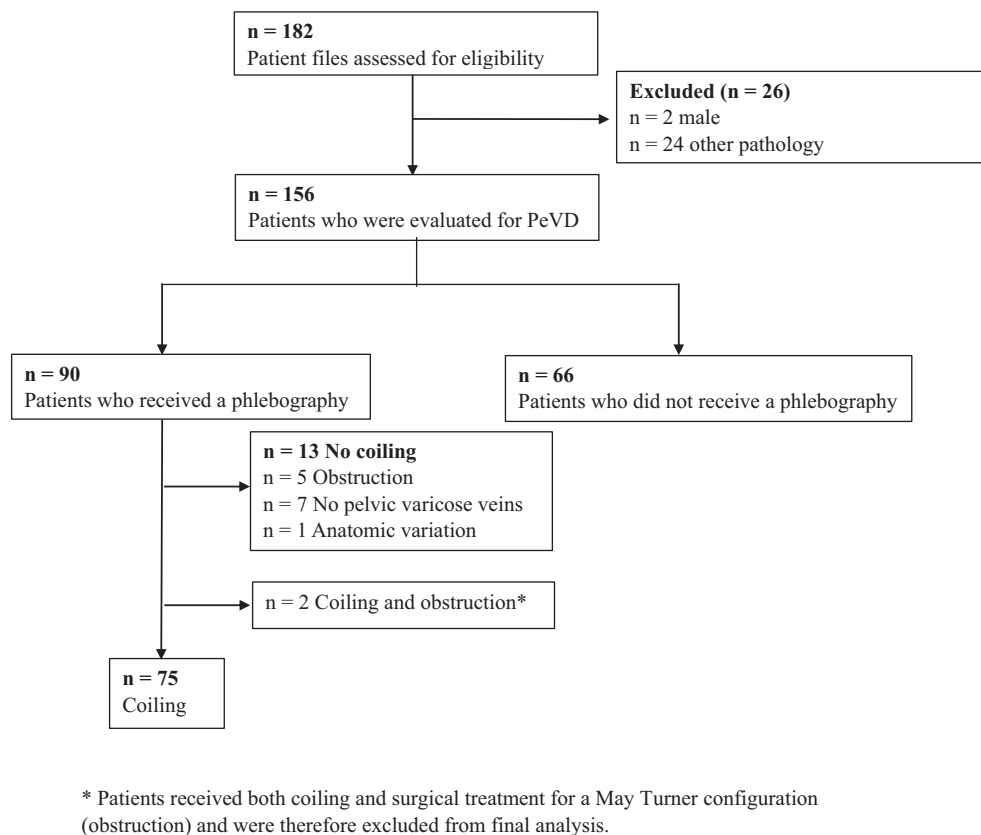 n = 182
Patient files assessed for eligibility
Excluded (n = 26)
n = 2 male
n = 24 other pathology
n = 156
Patients who were evaluated for PeVD
n = 90
Patients who received a phlebography
n = 66
Patients who did not receive a phlebography
n = 13 No coiling
n = 5 Obstruction
n = 7 No pelvic varicose veins
n = 1 Anatomic variation
n = 2 Coiling and obstruction*
n = 75
Coiling
* Patients received both coiling and surgical treatment for a May Turner configuration
(obstruction) and were therefore excluded from final analysis.